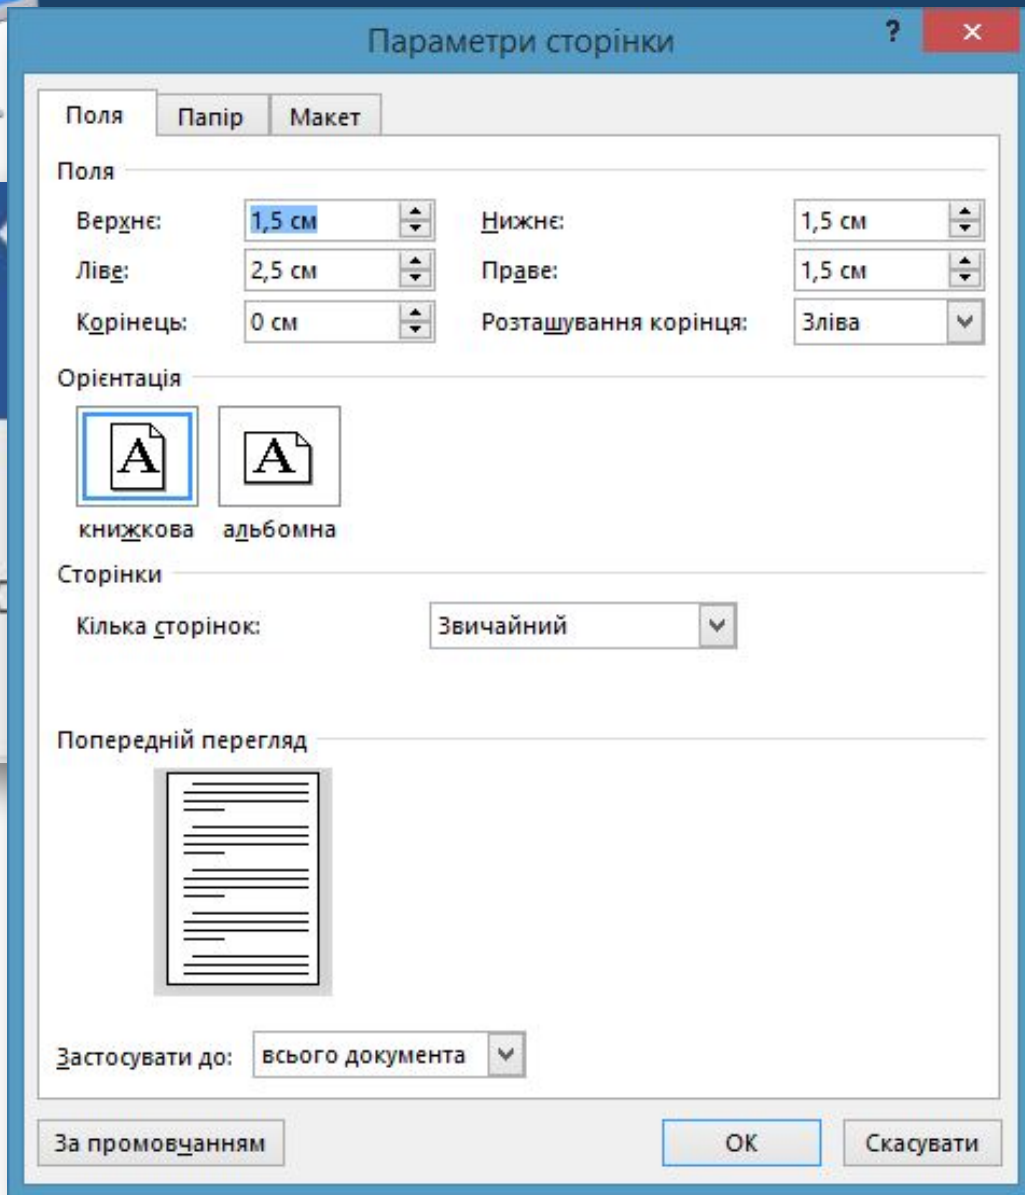 Параметри сторінки ?
Поля Папір Макет
Поля
Верхнє: 1,5 см Нижнє: 1,5 см
Ліве: 2,5 см Праве: 1,5 см
Корінець: 0 см Розташування корінця: Зліва
Орієнтація
A A
книжкова альбомна
Сторінки
Кілька сторінок: Звичайний
Попередній перегляд
Застосувати до: всього документа
За промовчанням ОК Скасувати